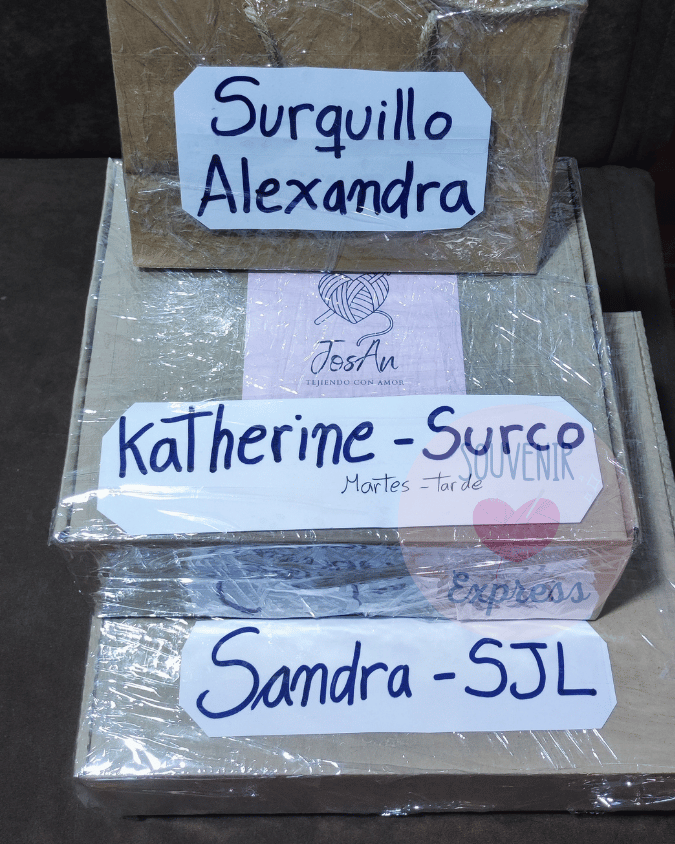 Surquillo
Alexandra
JosAn
TEJIENDO CON AMOR
Katherine - Surco
Martes - tarde
SOUVENIR
Express
Sandra - SJL